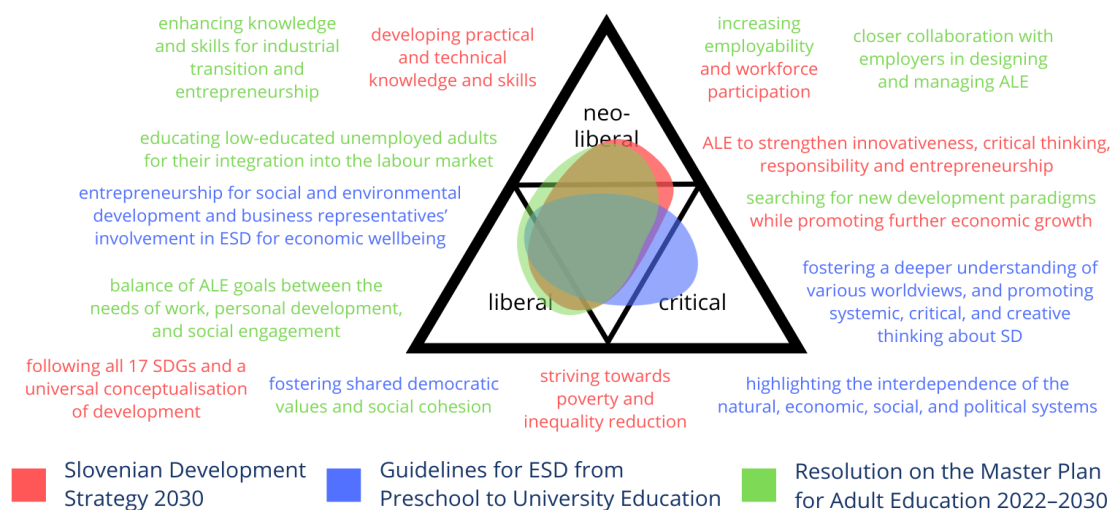 enhancing knowledge
and skills for industrial
transition and
entrepreneurship
developing practical
and technical
knowledge and skills
increasing
employability
and workforce
participation
closer collaboration with
employers in designing
and managing ALE
neo-
liberal
educating low-educated unemployed adults
for their integration into the labour market
ALE to strengthen innovativeness, critical thinking,
responsibility and entrepreneurship
entrepreneurship for social and environmental
development and business representatives’
involvement in ESD for economic wellbeing
searching for new development paradigms
while promoting further economic growth
balance of ALE goals between the
needs of work, personal development,
and social engagement
liberal
critical
fostering a deeper understanding of
various worldviews, and promoting
systemic, critical, and creative
thinking about SD
following all 17 SDGs and a
universal conceptualisation
of development
fostering shared democratic
values and social cohesion
striving towards
poverty and
inequality reduction
highlighting the interdependence of the
natural, economic, social, and political systems
Slovenian Development
Strategy 2030
Guidelines for ESD from
Preschool to University Education
Resolution on the Master Plan
for Adult Education 2022–2030